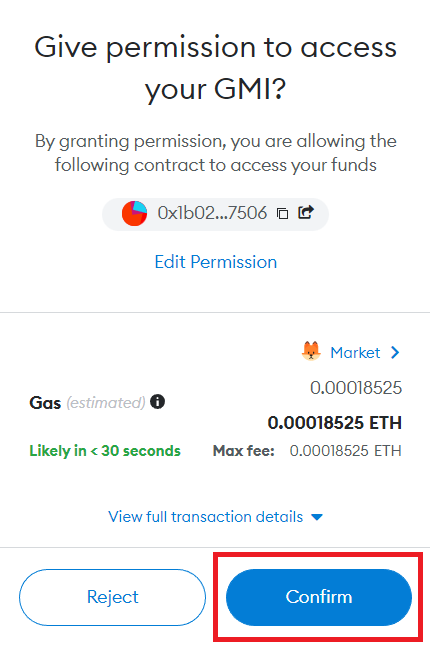 Give permission to access
your GMI?
By granting permission, you are allowing the
following contract to access your funds
0x1b02...7506
Edit Permission
Market
0.00018525
Gas (estimated)
0.00018525 ETH
Likely in < 30 seconds
Max fee: 0.00018525 ETH
View full transaction details
Reject
Confirm